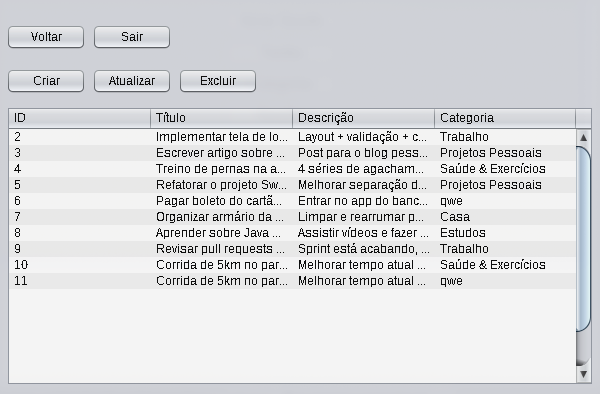 Voltar Sair
Criar Atualizar Excluir
ID Título Descrição Categoria
2 Implementar tela de lo... Layout + validação + c... Trabalho
3 Escrever artigo sobre ... Post para o blog pess... Projetos Pessoais
4 Treino de pernas na a... 4 séries de agacham... Saúde & Exercícios
5 Refatorar o projeto Sw... Melhorar separação d... Projetos Pessoais
6 Pagar boleto do cartã... Entrar no app do banc... qwe
7 Organizar armário da ... Limpar e rearrumar p... Casa
8 Aprender sobre Java ... Assistir vídeos e fazer ... Estudos
9 Revisar pull requests ... Sprint está acabando, ... Trabalho
10 Corrida de 5km no par... Melhorar tempo atual ... Saúde & Exercícios
11 Corrida de 5km no par... Melhorar tempo atual ... qwe